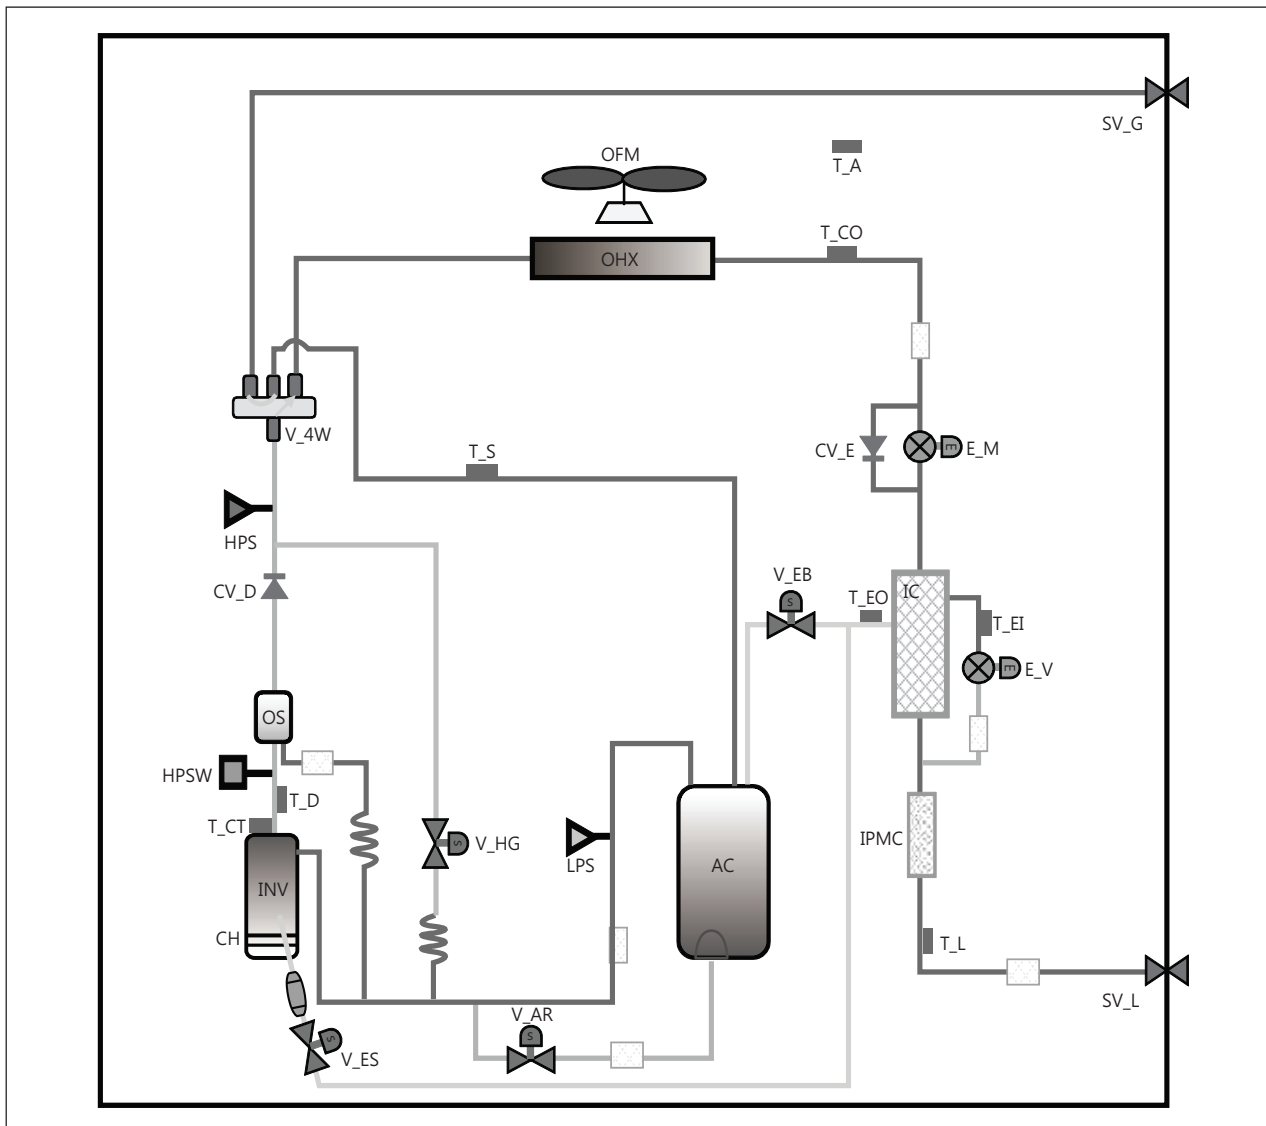 SV_G
OFM
T_A
T_CO
OHX
V_4W
CV_E
E
E_M
T_S
HPS
V_EB
CV_D
S
T_EO
IC
T_EI
E
E_V
OS
HPSW
T_D
T_CT
S
V_HG
LPS
IPMC
AC
INV
CH
T_L
SV_L
V_AR
S
S
V_ES